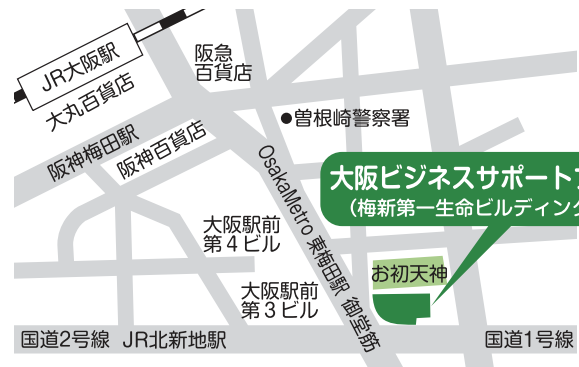 JR大阪駅
阪急
百貨店
大丸百貨店
曽根崎警察署
阪神梅田駅
阪神百貨店
OsakaMetro 東梅田駅 御堂筋
大阪ビジネスサポート
(梅新第一生命ビルディング
大阪駅前
第4ビル
お初天神
大阪駅前
第3ビル
国道2号線 JR北新地駅
国道1号線